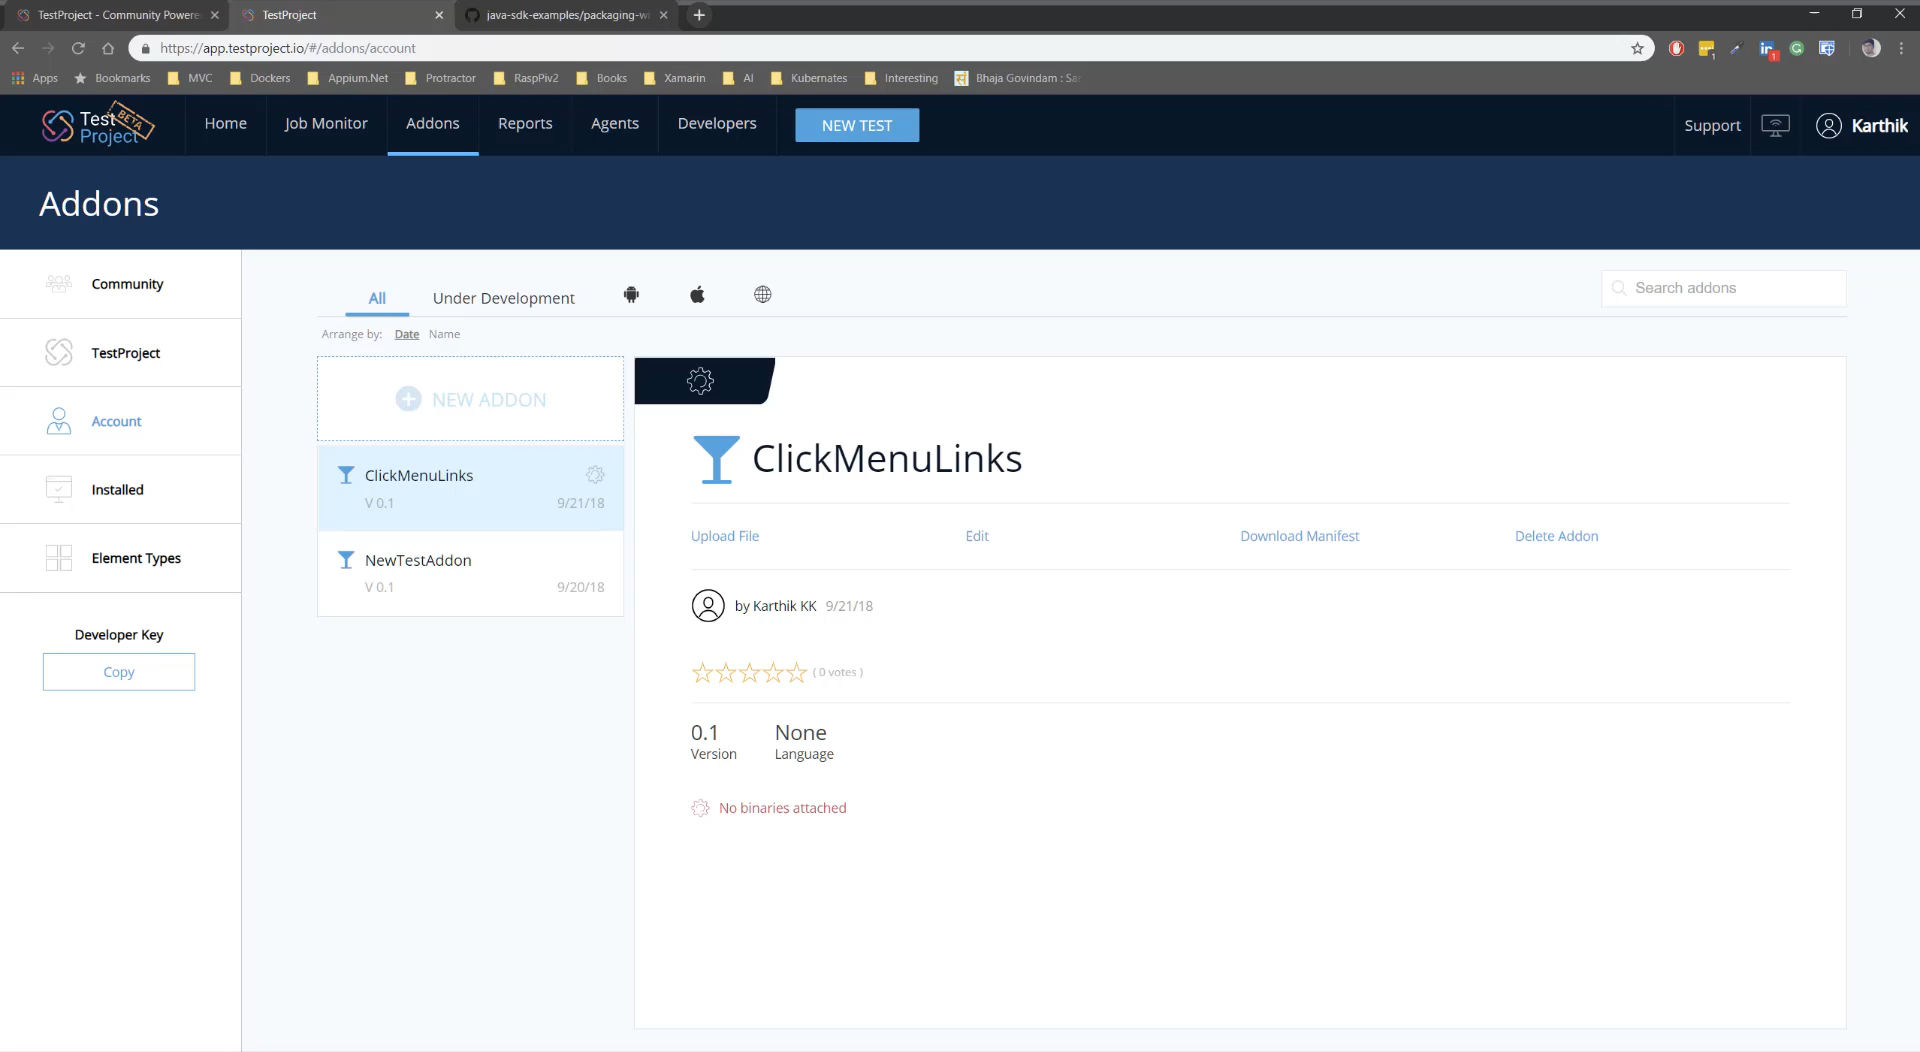 TestProject - Community Powere
TestProject
java-sdk-examples/packaging-w
https://app.testproject.io/#/addons/account
Apps
Bookmarks
MVC
Dockers
Appium.Net
Protractor
RaspPiv2
Books
Xamarin
AI
Kubernates
Interesting
Bhaja Govindam : Sa
Test
Project
BETA
Home
Job Monitor
Addons
Reports
Agents
Developers
NEW TEST
Support
Karthik
Addons
Community
TestProject
Account
Installed
Element Types
Developer Key
Copy
All
Under Development
Search addons
Arrange by: Date Name
NEW ADDON
ClickMenuLinks
V 0.1 9/21/18
NewTestAddon
V 0.1 9/20/18
ClickMenuLinks
Upload File
Edit
Download Manifest
Delete Addon
by Karthik KK 9/21/18
( 0 votes )
0.1 None
Version Language
No binaries attached